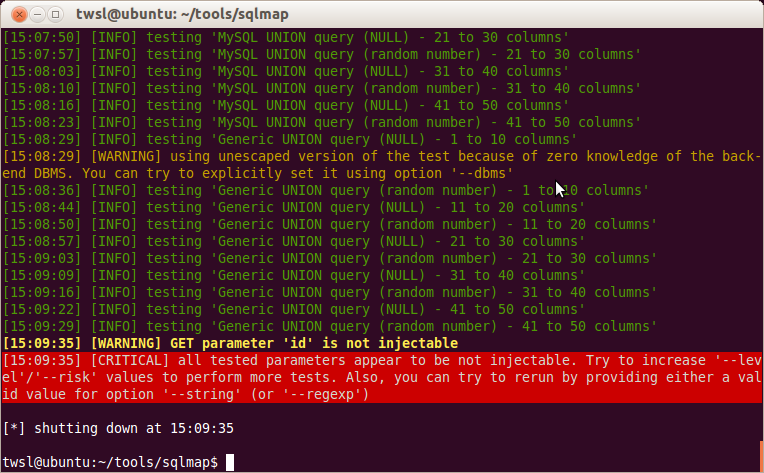 twsl@ubuntu: ~/tools/sqlmap
[15:07:50] [INFO] testing 'MySQL UNION query (NULL) - 21 to 30 columns'
[15:07:57] [INFO] testing 'MySQL UNION query (random number) - 21 to 30 columns'
[15:08:03] [INFO] testing 'MySQL UNION query (NULL) - 31 to 40 columns'
[15:08:10] [INFO] testing 'MySQL UNION query (random number) - 31 to 40 columns'
[15:08:16] [INFO] testing 'MySQL UNION query (NULL) - 41 to 50 columns'
[15:08:23] [INFO] testing 'MySQL UNION query (random number) - 41 to 50 columns'
[15:08:29] [INFO] testing 'Generic UNION query (NULL) - 1 to 10 columns'
[15:08:29] [WARNING] using unescaped version of the test because of zero knowledge of the back-
end DBMS. You can try to explicitly set it using option '--dbms'
[15:08:36] [INFO] testing 'Generic UNION query (random number) - 1 to 10 columns'
[15:08:44] [INFO] testing 'Generic UNION query (NULL) - 11 to 20 columns'
[15:08:50] [INFO] testing 'Generic UNION query (random number) - 11 to 20 columns'
[15:08:57] [INFO] testing 'Generic UNION query (NULL) - 21 to 30 columns'
[15:09:03] [INFO] testing 'Generic UNION query (random number) - 21 to 30 columns'
[15:09:09] [INFO] testing 'Generic UNION query (NULL) - 31 to 40 columns'
[15:09:16] [INFO] testing 'Generic UNION query (random number) - 31 to 40 columns'
[15:09:22] [INFO] testing 'Generic UNION query (NULL) - 41 to 50 columns'
[15:09:29] [INFO] testing 'Generic UNION query (random number) - 41 to 50 columns'
[15:09:35] [WARNING] GET parameter 'id' is not injectable
[15:09:35] [CRITICAL] all tested parameters appear to be not injectable. Try to increase '--lev
el'/'--risk' values to perform more tests. Also, you can try to rerun by providing either a val
id value for option '--string' (or '--regexp')
[*] shutting down at 15:09:35
twsl@ubuntu:~/tools/sqlmap$